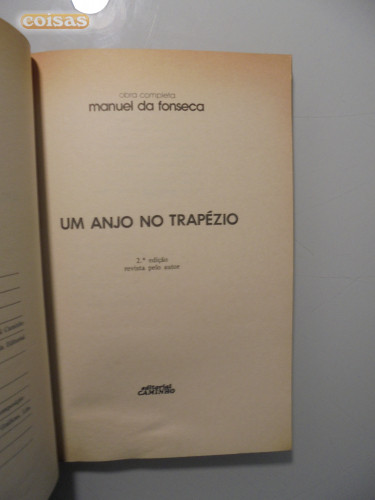 coisas
obra completa
manuel da fonseca
UM ANJO NO TRAPÉZIO
2.ª edição
revista pelo autor
editorial
CAMINHO